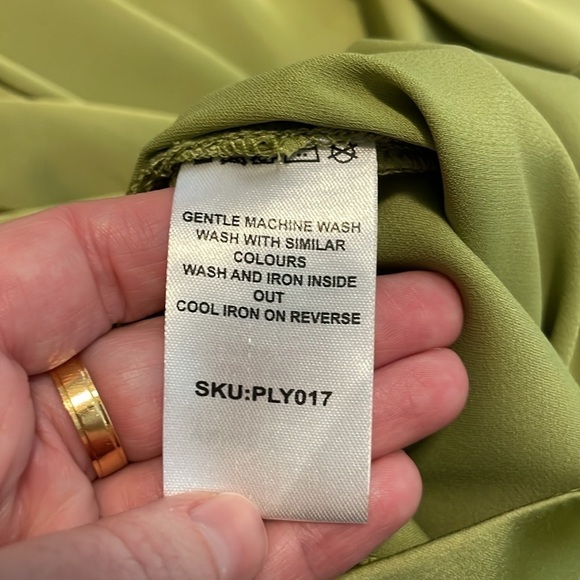 GENTLE MACHINE WASH
WASH WITH SIMILAR
COLOURS
WASH AND IRON INSIDE
OUT
COOL IRON ON REVERSE
SKU:PLY017